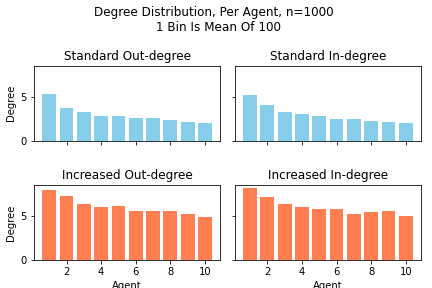 Degree Distribution, Per Agent, n=1000
1 Bin Is Mean Of 100
Standard Out-degree
Standard In-degree
Degree
5
0
Increased Out-degree
Increased In-degree
Degree
5
0
2 4 6 8 10
2 4 6 8 10
Agent
Agent